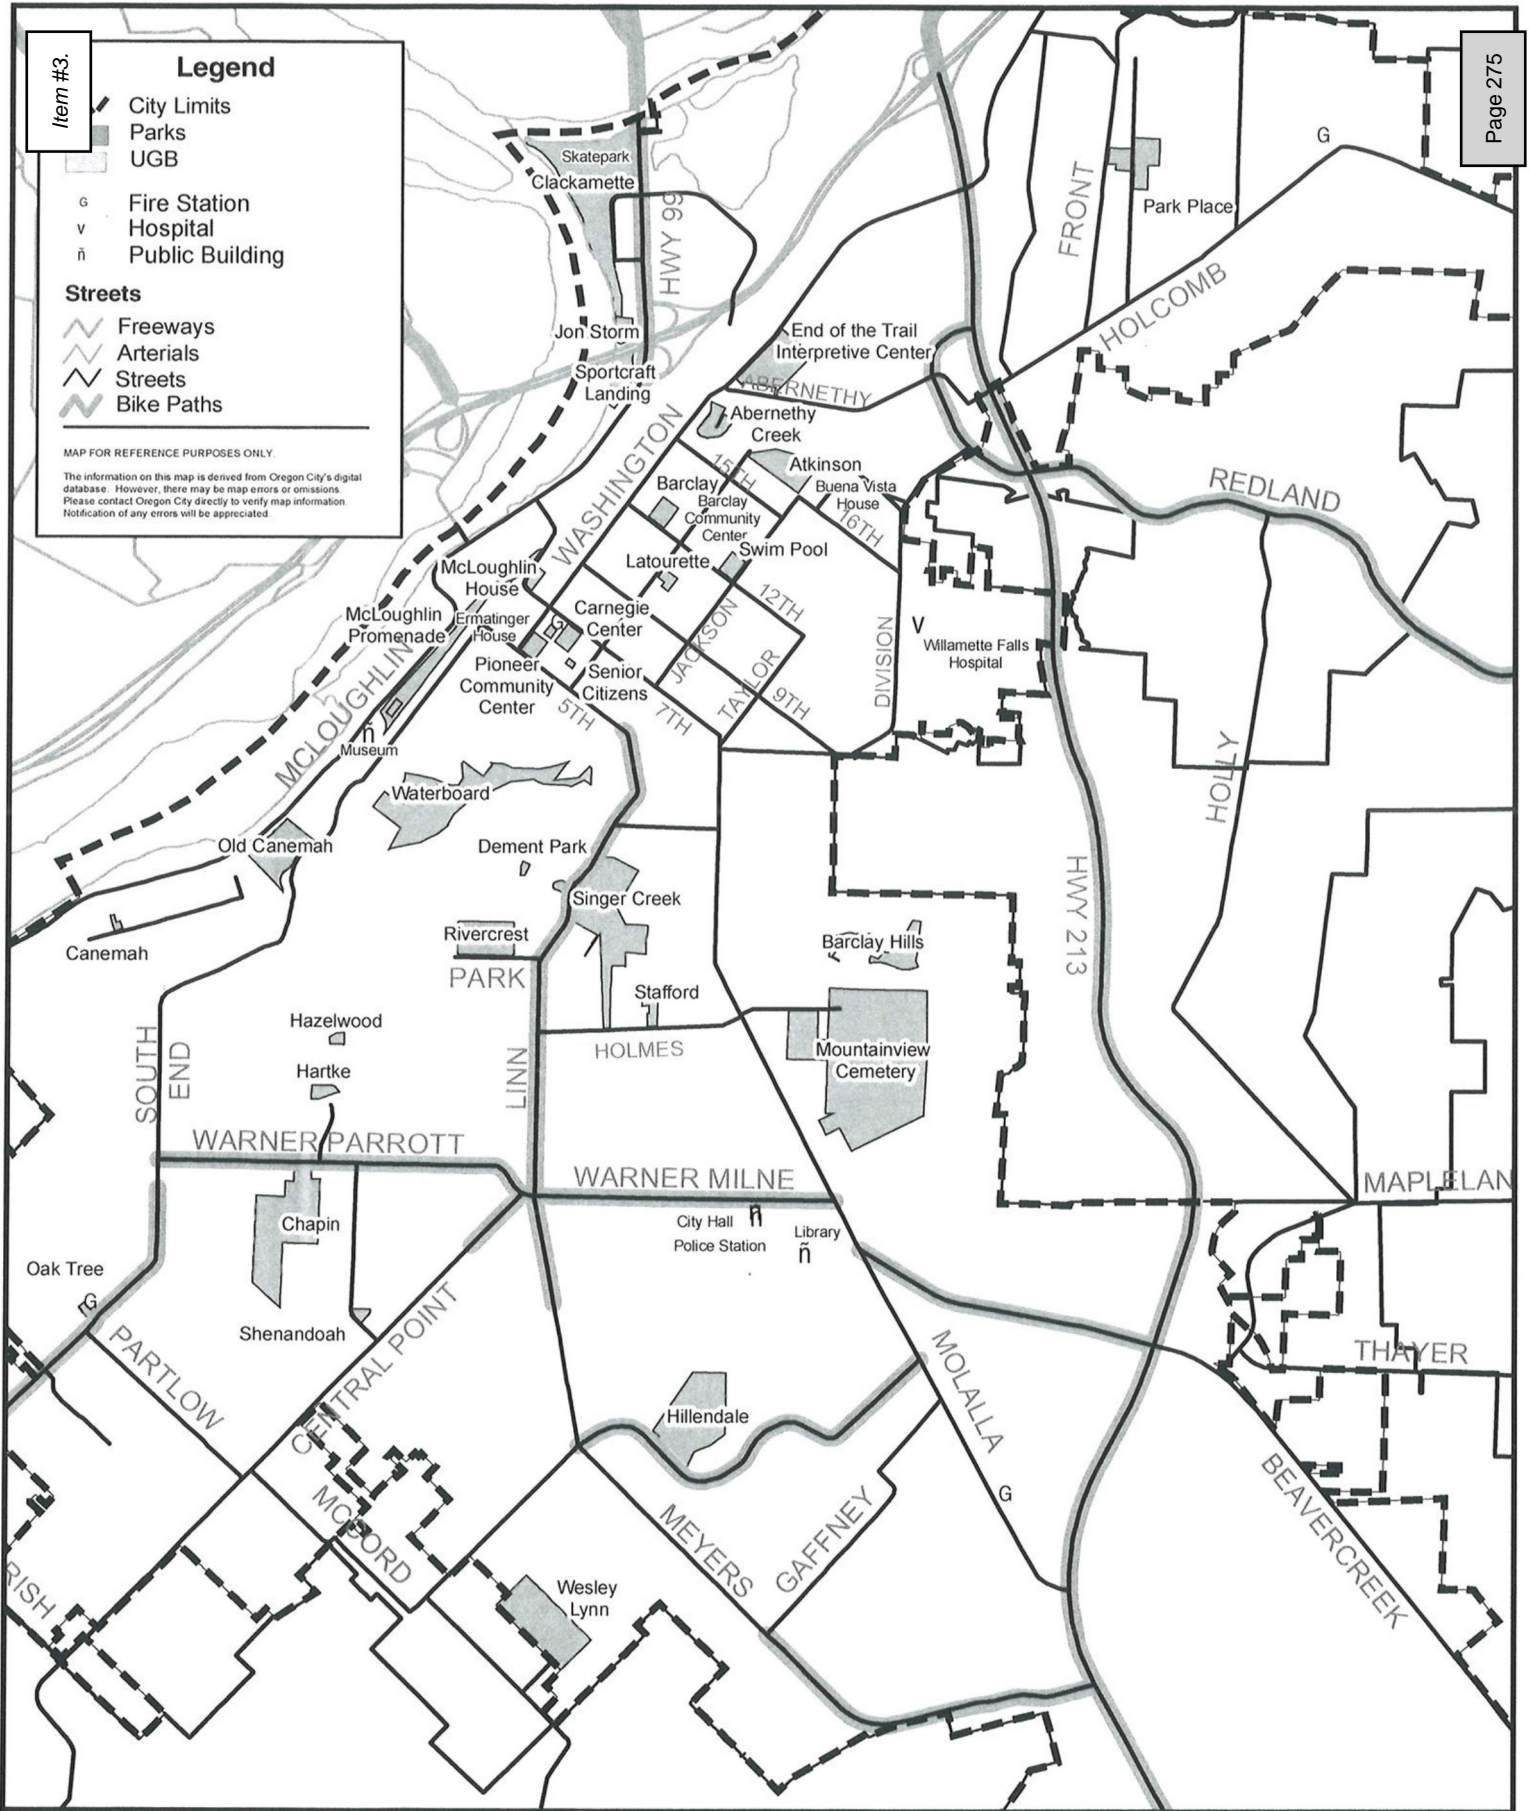 Item #3.
Page 275
Legend
City Limits
Parks
UGB
G Fire Station
v Hospital
ñ Public Building
Streets
Freeways
Arterials
Streets
Bike Paths
MAP FOR REFERENCE PURPOSES ONLY.
The information on this map is derived from Oregon City's digital
database. However, there may be map errors or omissions.
Please contact Oregon City directly to verify map information.
Notification of any errors will be appreciated.
Skatepark
Clackamette
HWY 99
FRONT
G
Park Place
HOLCOMB
Jon Storm
Sportcraft
Landing
End of the Trail
Interpretive Center
ABERNETHY
Abernethy
Creek
WASHINGTON
15TH
Atkinson
Buena Vista
House
16TH
Barclay
Barclay
Community
Center
Swim Pool
REDLAND
Latourette
McLoughlin
House
McLoughlin
Promenade
Ermatinger
House
Carnegie
Center
G
12TH
JACKSON
TAYLOR
DIVISION
V
Willamette Falls
Hospital
Pioneer
Community
Center
Senior
Citizens
5TH
7TH
9TH
MCLOUGHLIN
ñ
Museum
Waterboard
HOLLY
Old Canemah
Dement Park
Singer Creek
HWY 213
Canemah
Rivercrest
PARK
Barclay Hills
Stafford
Hazelwood
HOLMES
Mountainview
Cemetery
Hartke
SOUTH
END
LINN
WARNER PARROTT
WARNER MILNE
MAPLELAN
Chapin
City Hall
ñ
Police Station
Library
ñ
Oak Tree
G
Shenandoah
PARTLOW
CENTRAL POINT
MOLALLA
THAYER
Hillendale
G
MCCORD
MEYERS
GAFFNEY
BEAVERCREEK
RISH
Wesley
Lynn